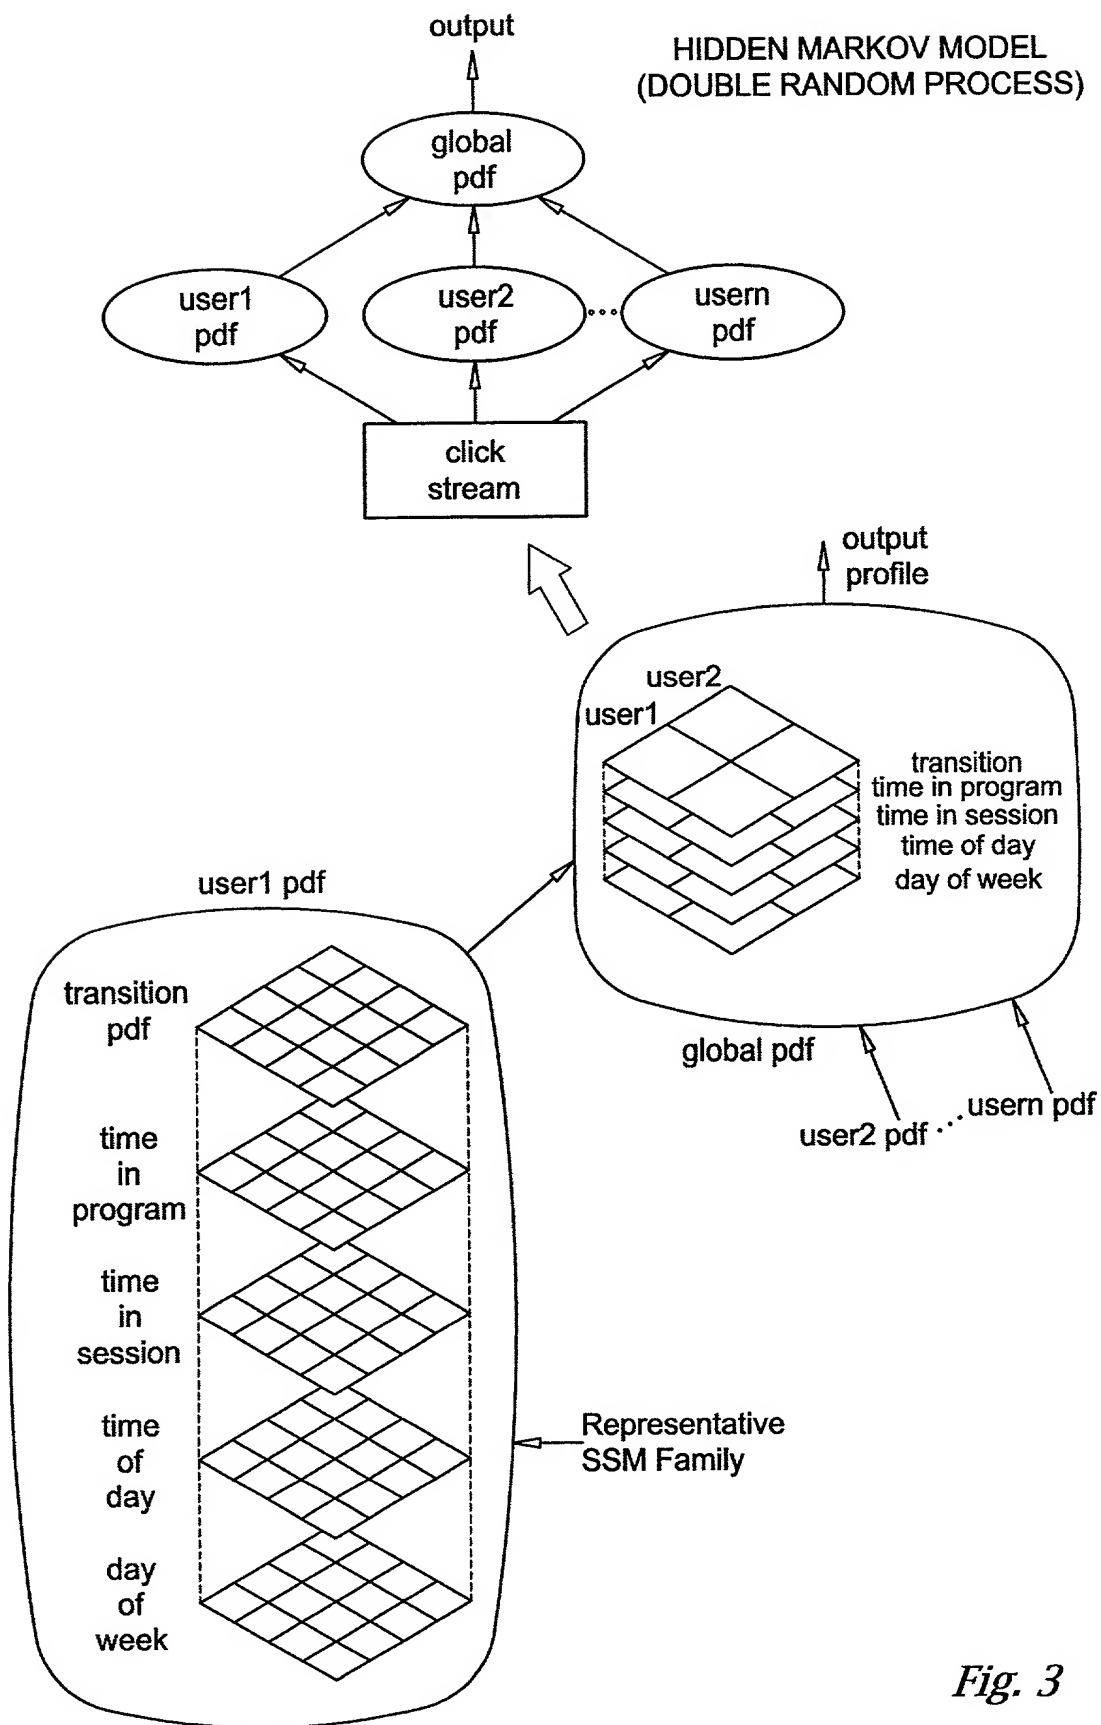 output
HIDDEN MARKOV MODEL
(DOUBLE RANDOM PROCESS)
global
pdf
user1
pdf
user2
pdf
usern
pdf
click
stream
output
profile
user2
user1
transition
time in program
time in session
time of day
day of week
user1 pdf
global pdf
user2 pdf
usern pdf
transition
pdf
time
in
program
time
in
session
time
of
day
day
of
week
Representative
SSM Family
Fig. 3